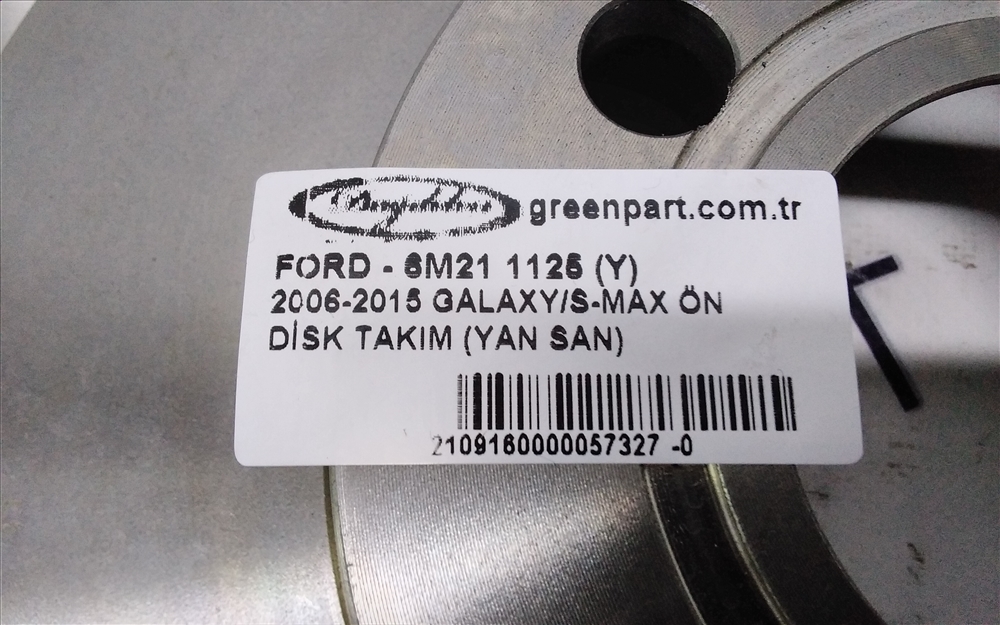 greenpart.com.tr
FORD - 6M21 1125 (Y)
2006-2015 GALAXY/S-MAX ÖN
DİSK TAKIM (YAN SAN)
2109160000057327 -0